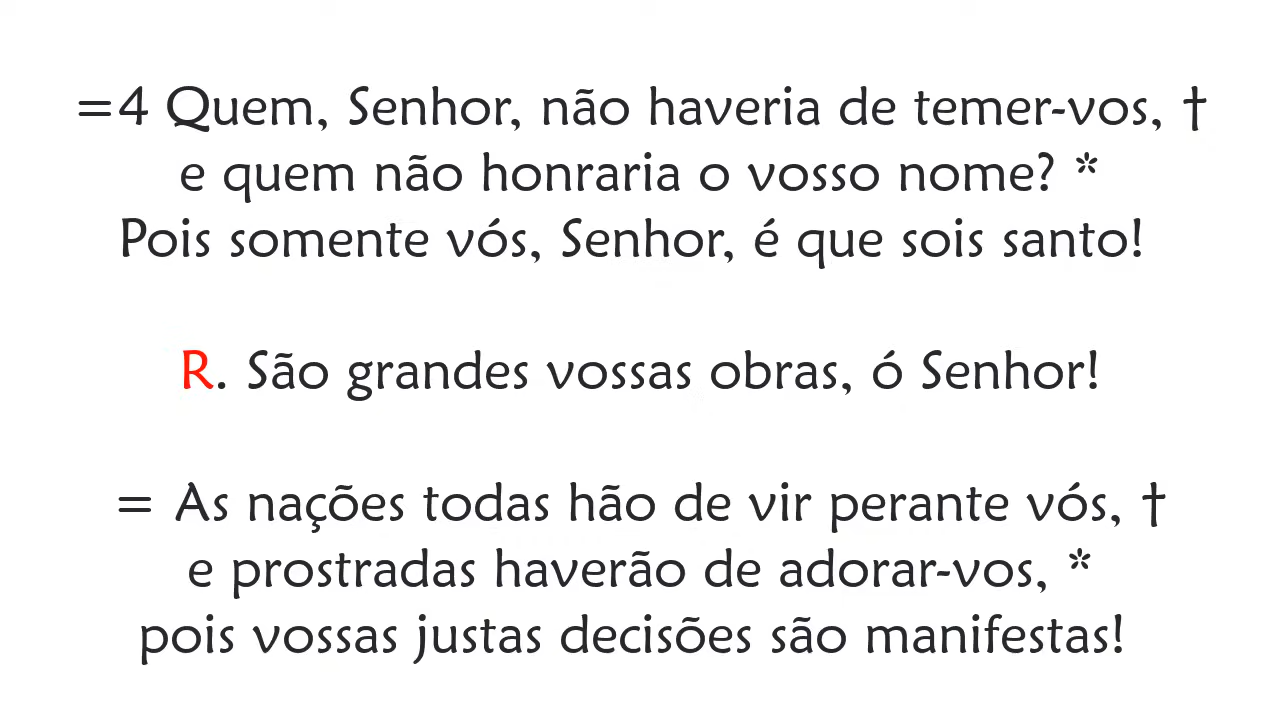 =4 Quem, Senhor, não haveria de temer-vos, †
e quem não honraria o vosso nome? *
Pois somente vós, Senhor, é que sois santo!
R. São grandes vossas obras, ó Senhor!
= As nações todas hão de vir perante vós, †
e prostradas haverão de adorar-vos, *
pois vossas justas decisões são manifestas!